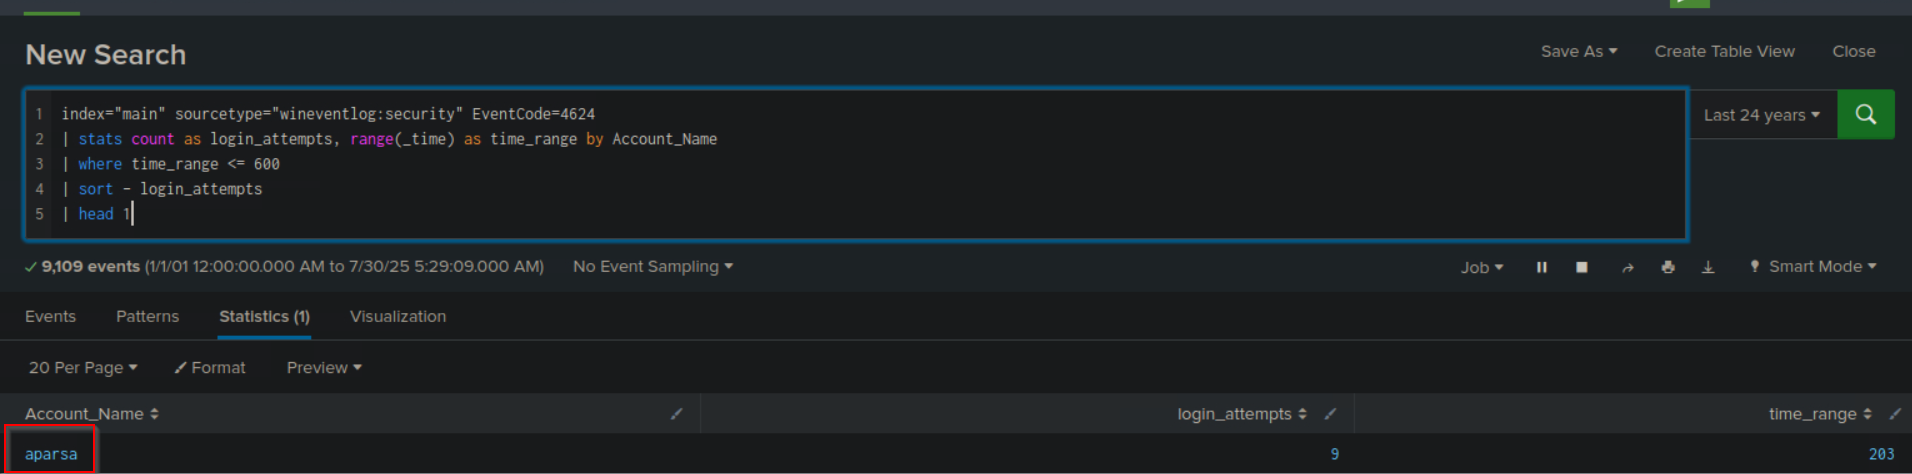 New Search
Save As Create Table View Close
1 index="main" sourcetype="wineventlog:security" EventCode=4624
2 | stats count as login_attempts, range(_time) as time_range by Account_Name
3 | where time_range <= 600
4 | sort - login_attempts
5 | head 1
Last 24 years
9,109 events (1/1/01 12:00:00.000 AM to 7/30/25 5:29:09.000 AM) No Event Sampling
Job Smart Mode
Events Patterns Statistics (1) Visualization
20 Per Page Format Preview
Account_Name login_attempts time_range
aparsa 9 203